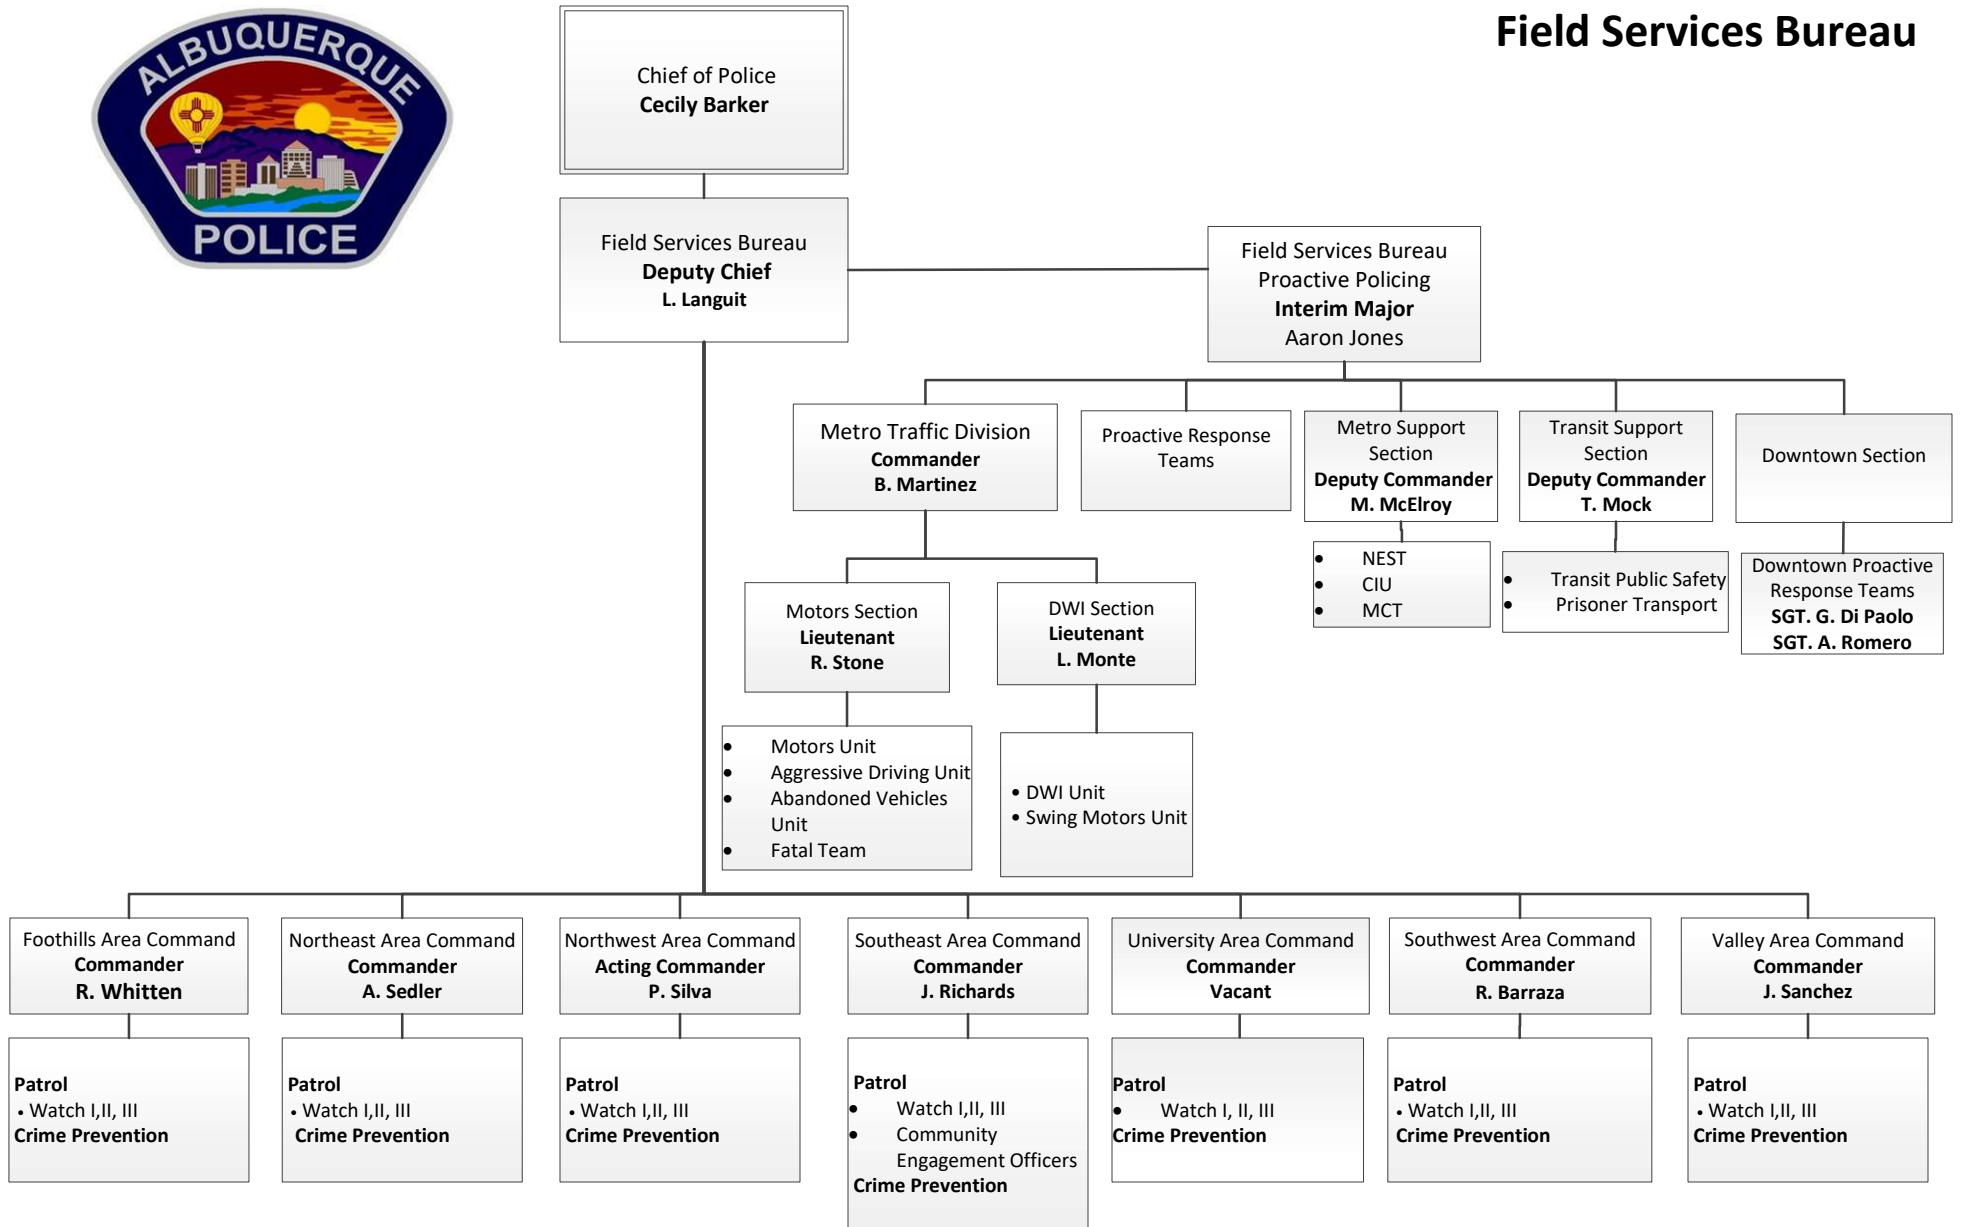 Field Services Bureau
ALBUQUERQUE
POLICE
Chief of Police
Cecily Barker
Field Services Bureau
Deputy Chief
L. Languit
Field Services Bureau
Proactive Policing
Interim Major
Aaron Jones
Metro Traffic Division
Commander
B. Martinez
Proactive Response
Teams
Metro Support
Section
Deputy Commander
M. McElroy
Transit Support
Section
Deputy Commander
T. Mock
Downtown Section
• NEST
• CIU
• MCT
• Transit Public Safety
• Prisoner Transport
Downtown Proactive
Response Teams
SGT. G. Di Paolo
SGT. A. Romero
Motors Section
Lieutenant
R. Stone
DWI Section
Lieutenant
L. Monte
• Motors Unit
• Aggressive Driving Unit
• Abandoned Vehicles
Unit
• Fatal Team
• DWI Unit
• Swing Motors Unit
Foothills Area Command
Commander
R. Whitten
Northeast Area Command
Commander
A. Sedler
Northwest Area Command
Acting Commander
P. Silva
Southeast Area Command
Commander
J. Richards
University Area Command
Commander
Vacant
Southwest Area Command
Commander
R. Barraza
Valley Area Command
Commander
J. Sanchez
Patrol
• Watch I,II, III
Crime Prevention
Patrol
• Watch I,II, III
Crime Prevention
Patrol
• Watch I,II, III
Crime Prevention
Patrol
• Watch I,II, III
• Community
Engagement Officers
Crime Prevention
Patrol
• Watch I, II, III
Crime Prevention
Patrol
• Watch I,II, III
Crime Prevention
Patrol
• Watch I,II, III
Crime Prevention